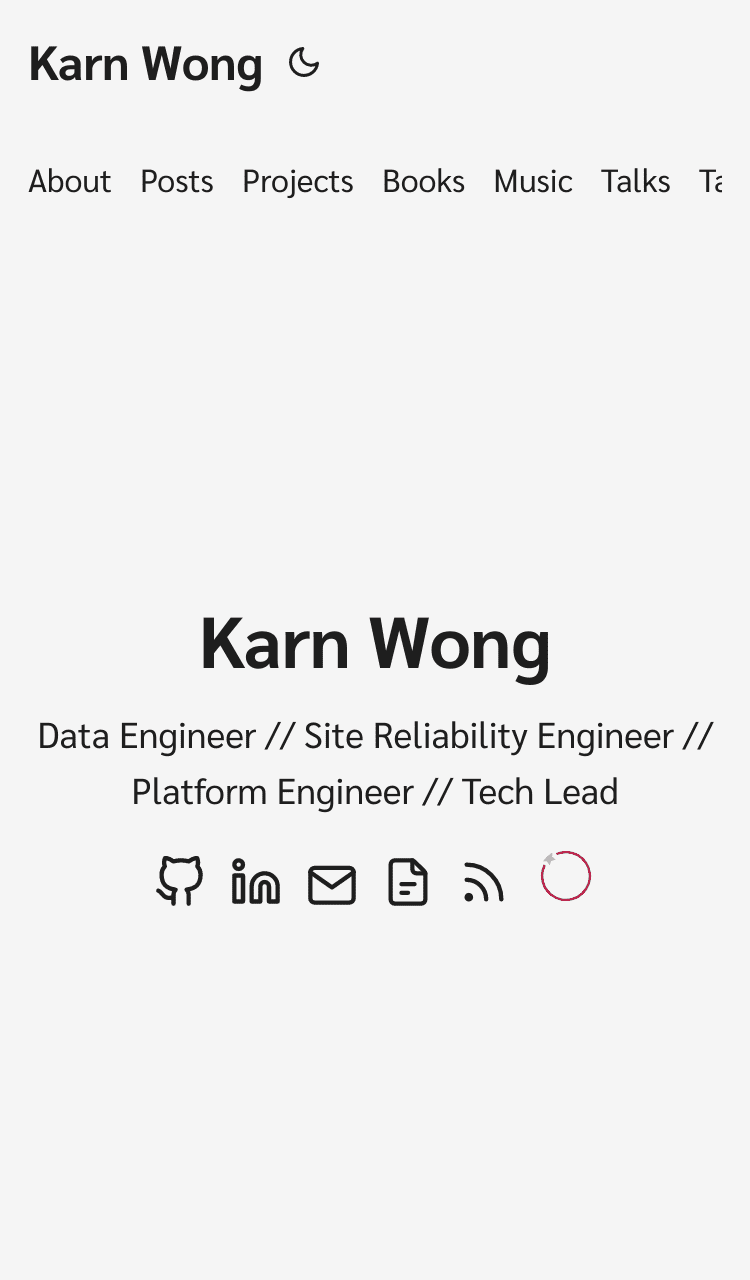 Karn Wong
About Posts Projects Books Music Talks
Karn Wong
Data Engineer // Site Reliability Engineer //
Platform Engineer // Tech Lead